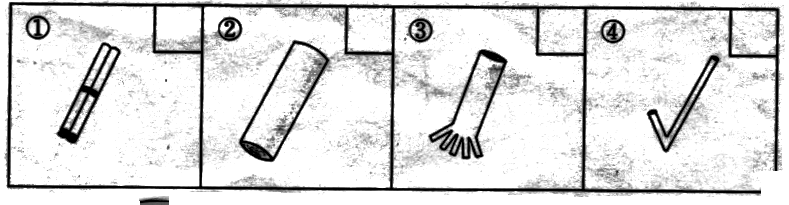 ① ② ③ ④